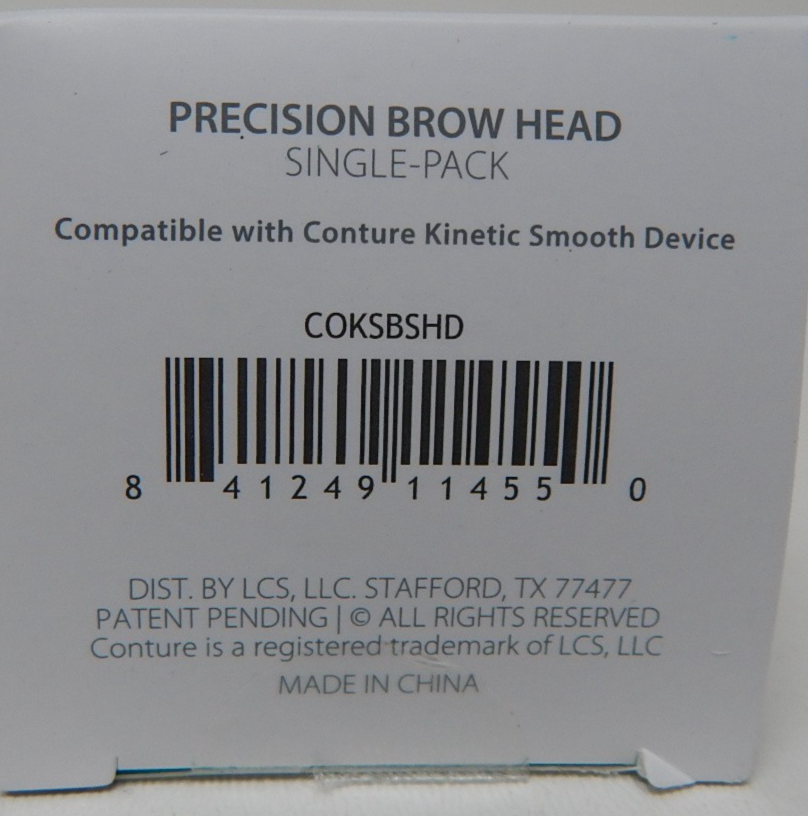 PRECISION BROW HEAD
SINGLE-PACK
Compatible with Conture Kinetic Smooth Device
COKSBSHD
8 41249 11455 0
DIST. BY LCS, LLC. STAFFORD, TX 77477
PATENT PENDING | © ALL RIGHTS RESERVED
Conture is a registered trademark of LCS, LLC
MADE IN CHINA